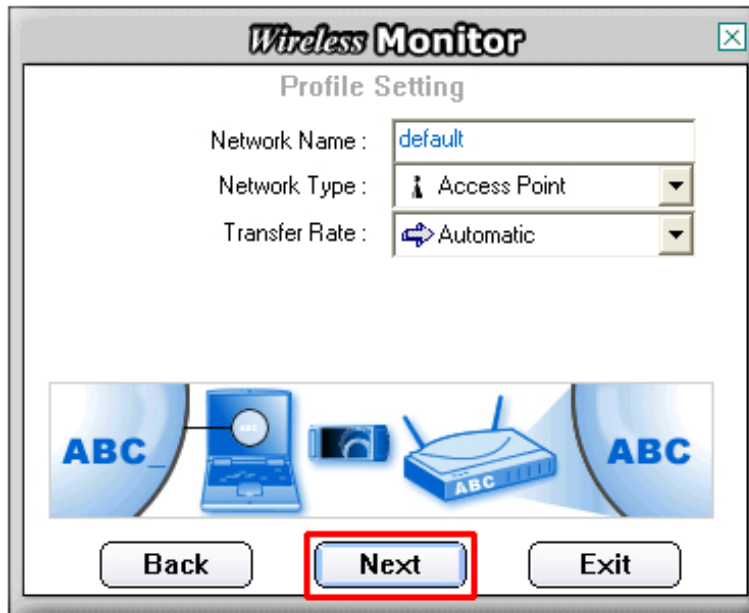 Wireless Monitor
Profile Setting
Network Name : default
Network Type : Access Point
Transfer Rate : Automatic
ABC_ ABC ABC ABC
Back Next Exit